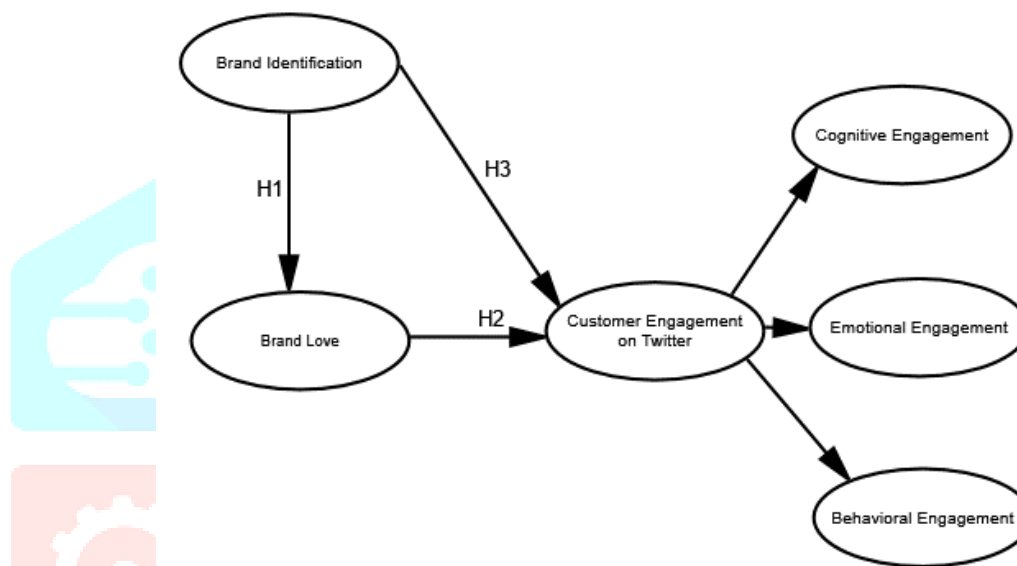 Brand Identification
Cognitive Engagement
H3
H1
Customer Engagement
on Twitter
H2
Emotional Engagement
Brand Love
Behavioral Engagement